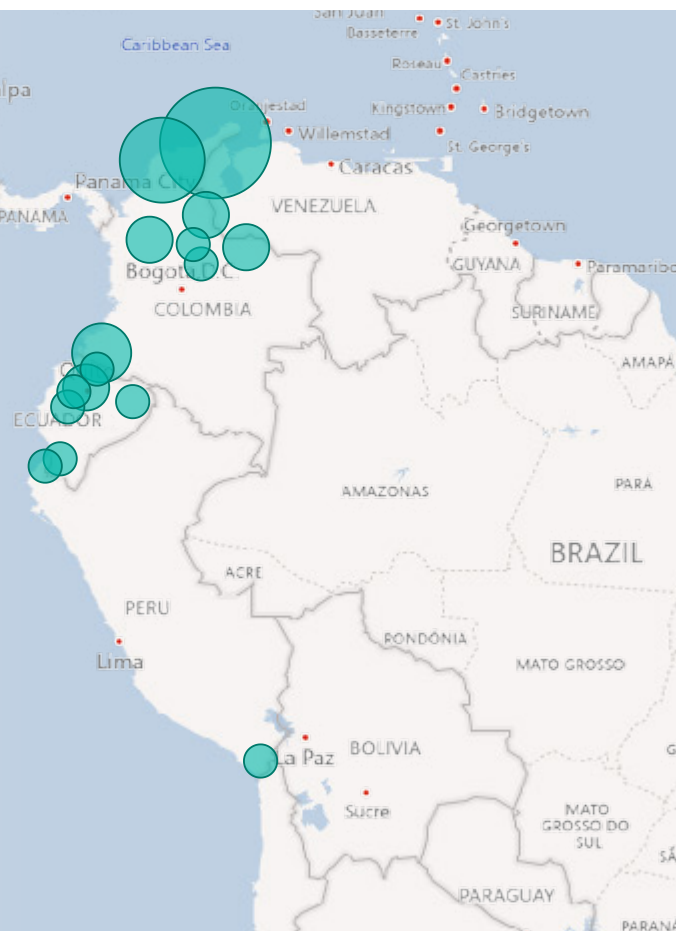 San Juan
St. John's
Basseterre
Caribbean Sea
Roseau
Castries
lpa
Oranjestad
Kingstown
Bridgetown
Willemstad
St. George's
Caracas
Panama City
PANAMA
VENEZUELA
Georgetown
GUYANA
Paramaribo
Bogota, D.C.
COLOMBIA
SURINAME
AMAPÁ
ECUADOR
AMAZONAS
PARÁ
BRAZIL
ACRE
PERU
RONDÔNIA
Lima
MATO GROSSO
La Paz
BOLIVIA
Sucre
MATO
GROSSO DO
SUL
PARAGUAY